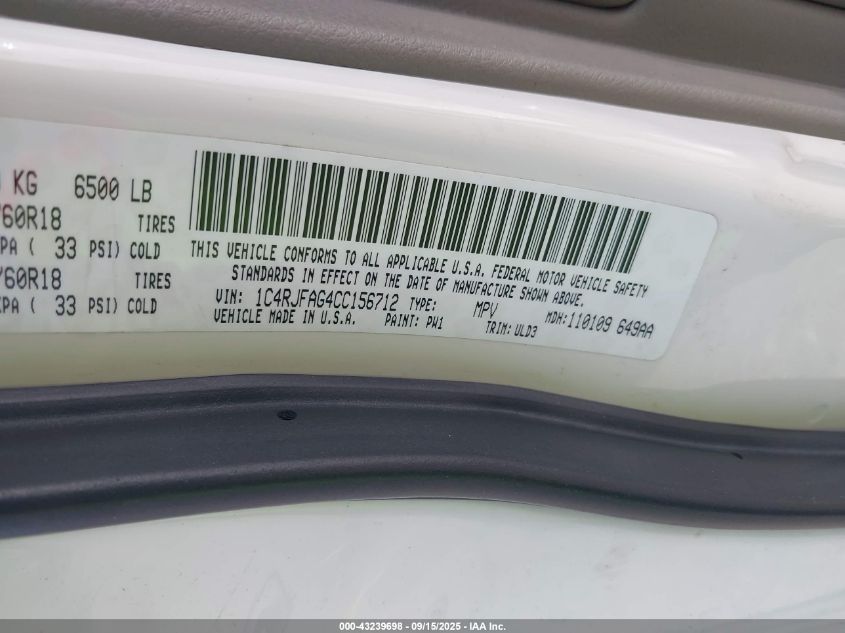 KG 6500 LB
60R18 TIRES
PA ( 33 PSI) COLD
60R18 TIRES
PA ( 33 PSI) COLD
THIS VEHICLE CONFORMS TO ALL APPLICABLE U.S.A. FEDERAL MOTOR VEHICLE SAFETY
STANDARDS IN EFFECT ON THE DATE OF MANUFACTURE SHOWN ABOVE.
VIN: 1C4RJFAG4CC156712 TYPE: MPV MDH:110109 649AA
VEHICLE MADE IN U.S.A. PAINT: PW1 TRIM: ULD3
000-43239698 - 09/15/2025 - IAA Inc.